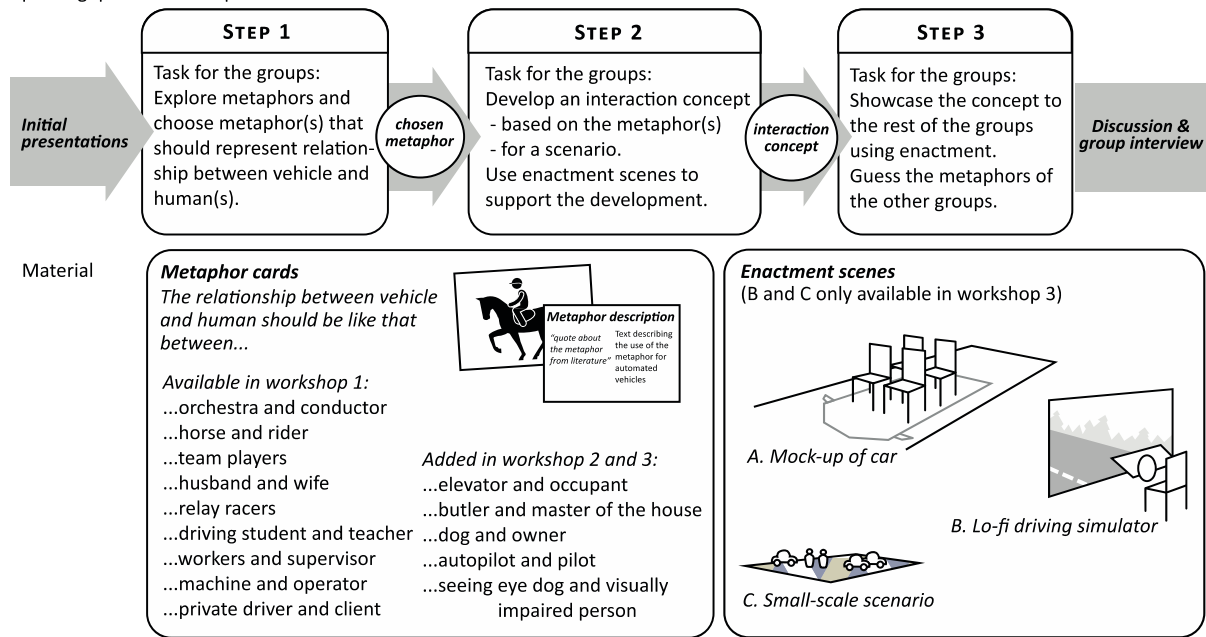 Initial
presentations
STEP 1
Task for the groups:
Explore metaphors and
choose metaphor(s) that
should represent relation-
ship between vehicle and
human(s).
chosen
metaphor
STEP 2
Task for the groups:
Develop an interaction concept
- based on the metaphor(s)
- for a scenario.
Use enactment scenes to
support the development.
interaction
concept
STEP 3
Task for the groups:
Showcase the concept to
the rest of the groups
using enactment.
Guess the metaphors of
the other groups.
Discussion &
group interview
Material
Metaphor cards
The relationship between vehicle
and human should be like that
between...
Metaphor description
"quote about
the metaphor
from literature"
Text describing
the use of the
metaphor for
automated
vehicles
Available in workshop 1:
...orchestra and conductor
...horse and rider
...team players
...husband and wife
...relay racers
...driving student and teacher
...workers and supervisor
...machine and operator
...private driver and client
Added in workshop 2 and 3:
...elevator and occupant
...butler and master of the house
...dog and owner
...autopilot and pilot
...seeing eye dog and visually
impaired person
Enactment scenes
(B and C only available in workshop 3)
A. Mock-up of car
B. Lo-fi driving simulator
C. Small-scale scenario